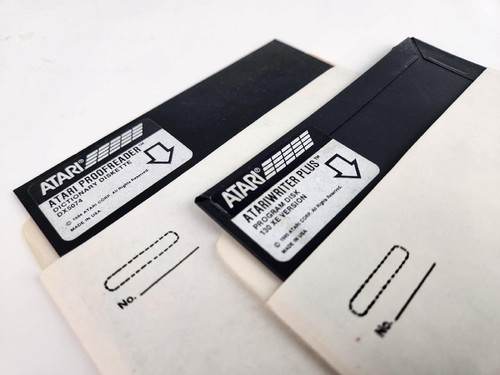 ATARI®
ATARI PROOFREADER™
DICTIONARY DISKETTE
DX5074
© 1984 ATARI CORP. All Rights Reserved.
MADE IN USA
No.
ATARI®
ATARIWRITER PLUS™
PROGRAM DISK
130 XE VERSION
© 1985 ATARI CORP. All Rights Reserved.
MADE IN USA
No.